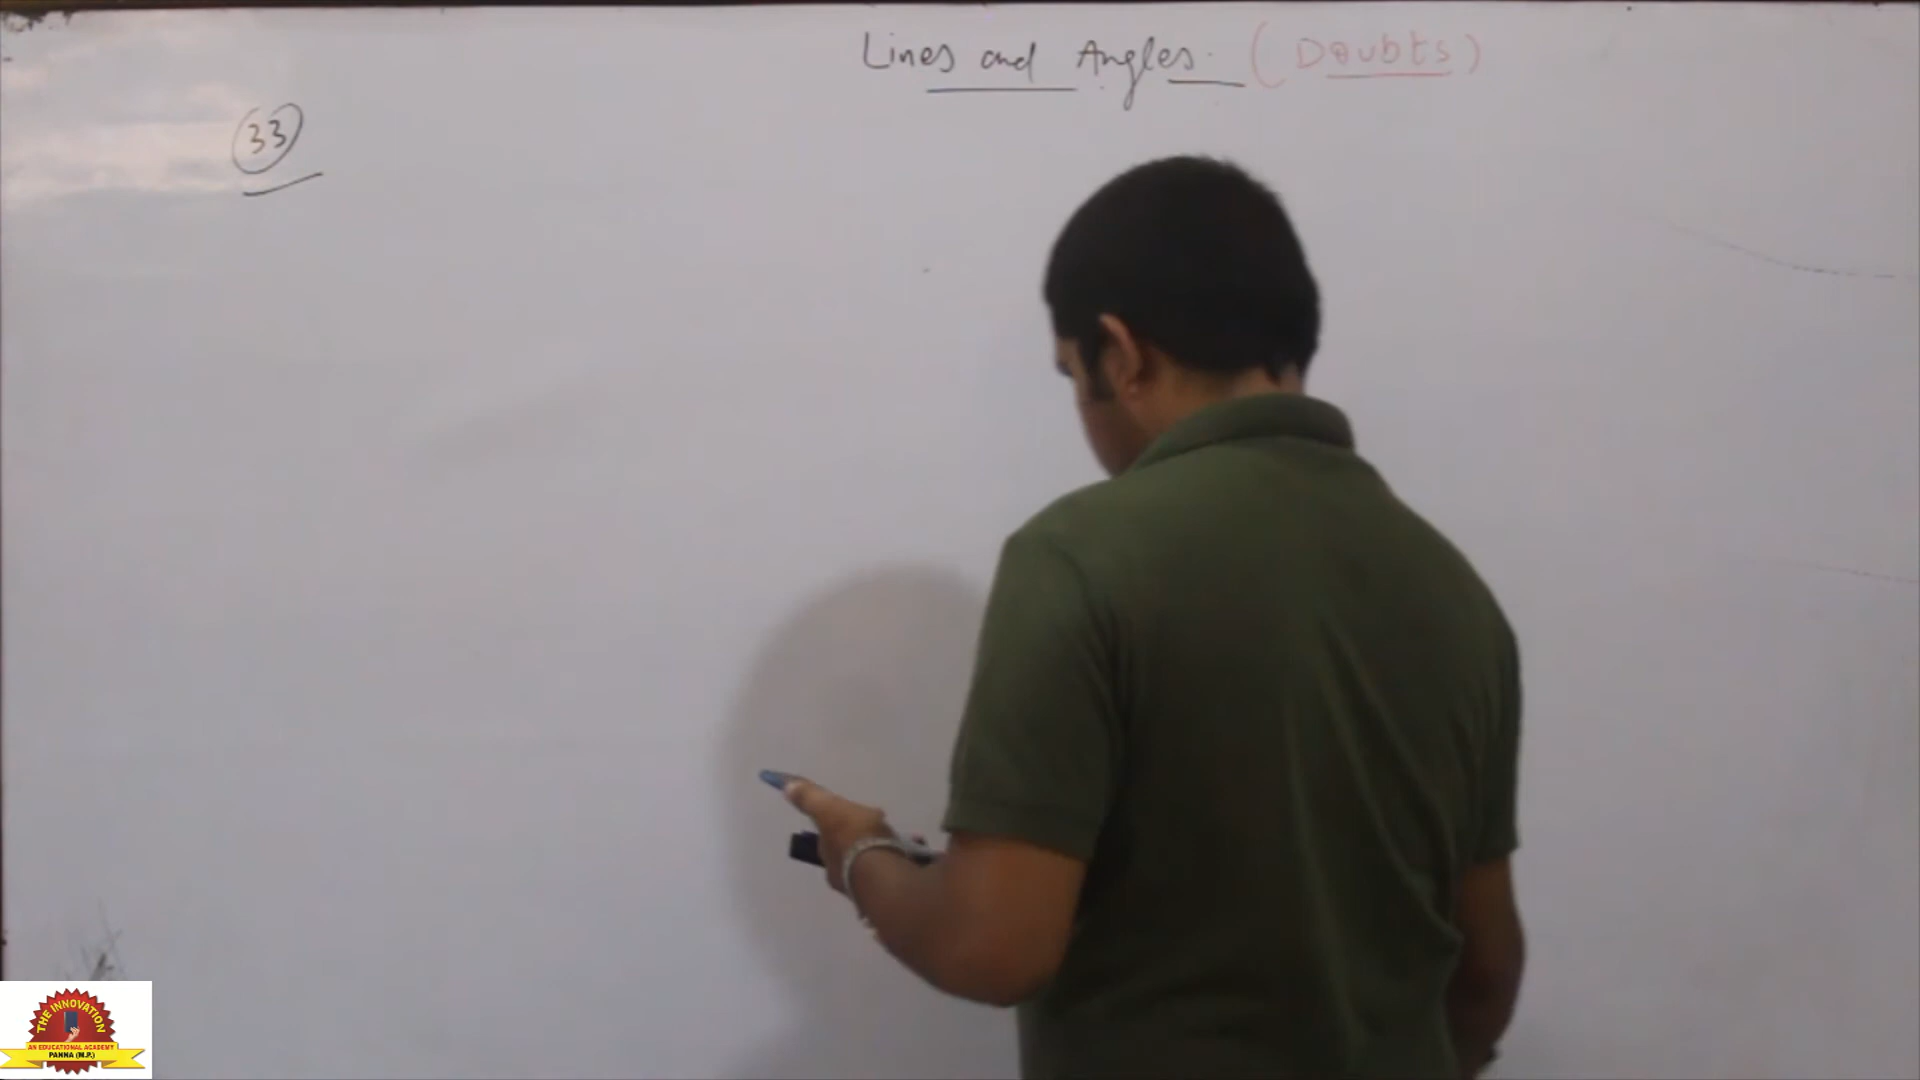 Lines and Angles. (Doubts)
33
THE INNOVATION
AN EDUCATIONAL ACADEMY
PANNA (M.P.)